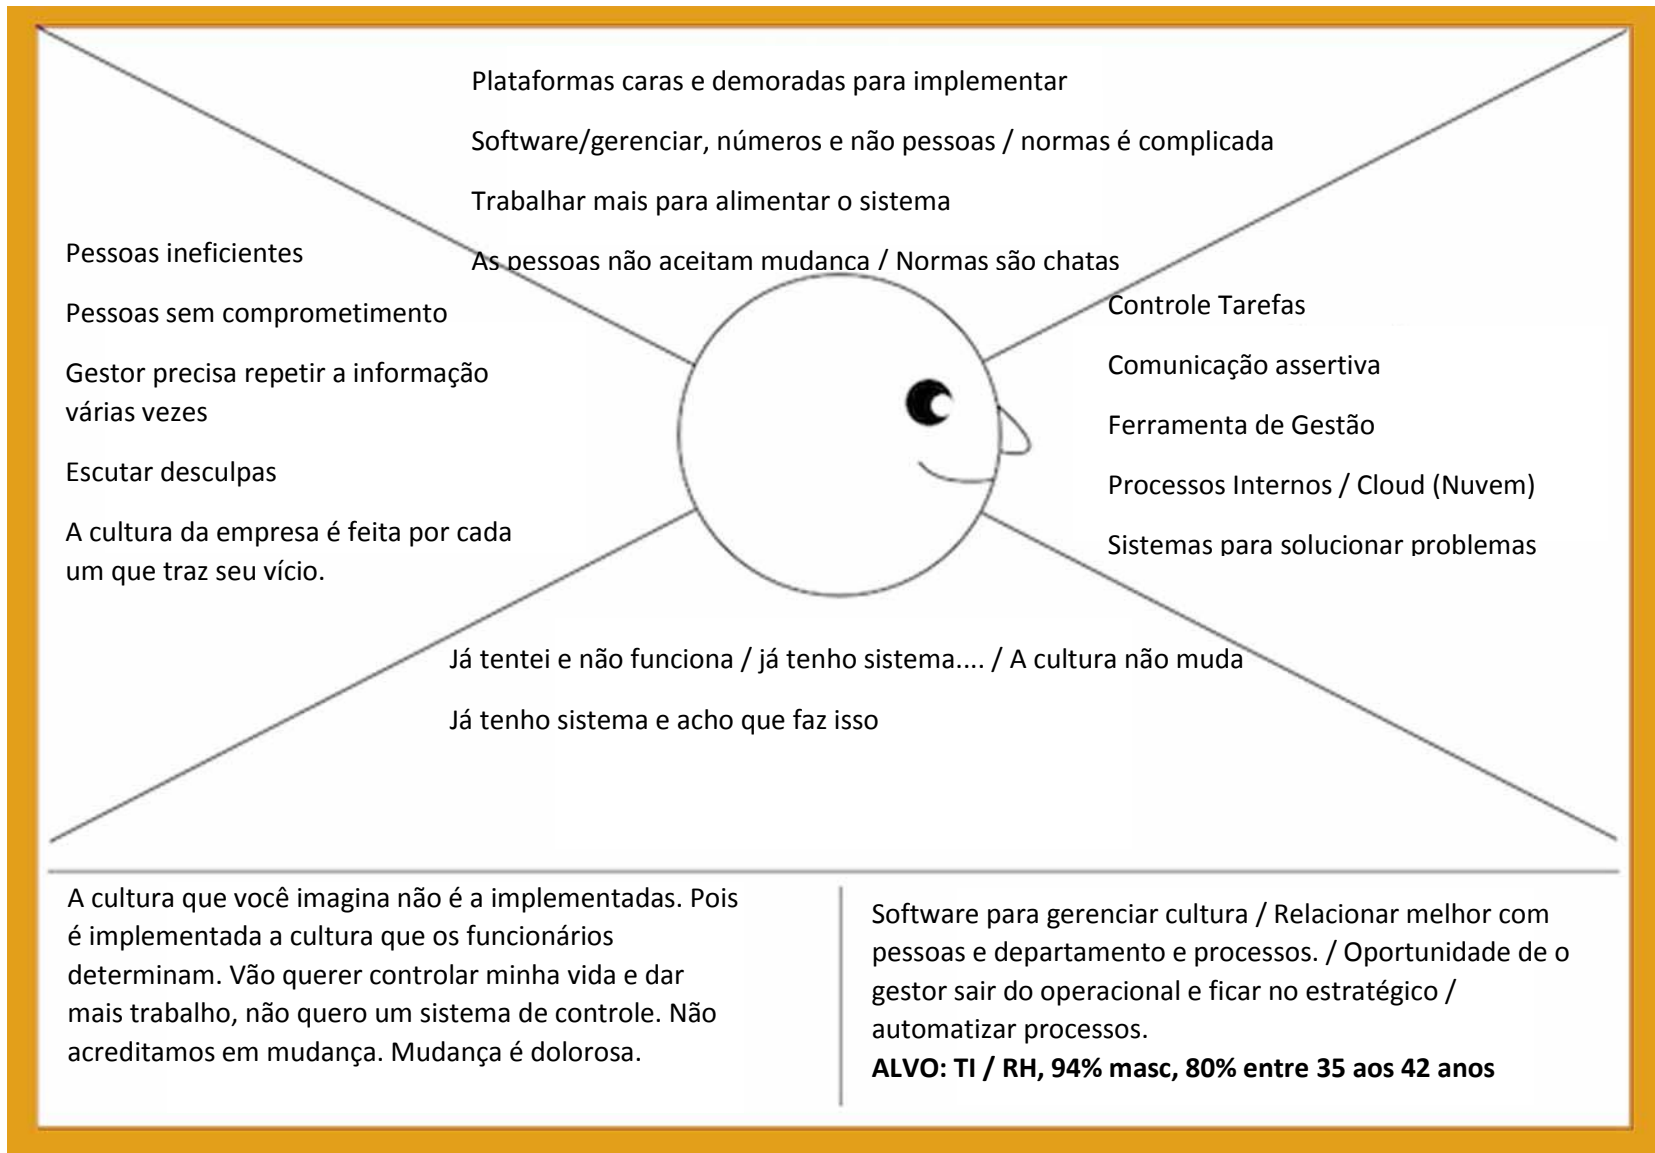 Plataformas caras e demoradas para implementar
Software/gerenciar, números e não pessoas / normas é complicada
Trabalhar mais para alimentar o sistema
As pessoas não aceitam mudança / Normas são chatas
Pessoas ineficientes
Pessoas sem comprometimento
Gestor precisa repetir a informação
várias vezes
Escutar desculpas
A cultura da empresa é feita por cada
um que traz seu vício.
Controle Tarefas
Comunicação assertiva
Ferramenta de Gestão
Processos Internos / Cloud (Nuvem)
Sistemas para solucionar problemas
Já tentei e não funciona / já tenho sistema.... / A cultura não muda
Já tenho sistema e acho que faz isso
A cultura que você imagina não é a implementadas. Pois
é implementada a cultura que os funcionários
determinam. Vão querer controlar minha vida e dar
mais trabalho, não quero um sistema de controle. Não
acreditamos em mudança. Mudança é dolorosa.
Software para gerenciar cultura / Relacionar melhor com
pessoas e departamento e processos. / Oportunidade de o
gestor sair do operacional e ficar no estratégico /
automatizar processos.
ALVO: TI / RH, 94% masc, 80% entre 35 aos 42 anos